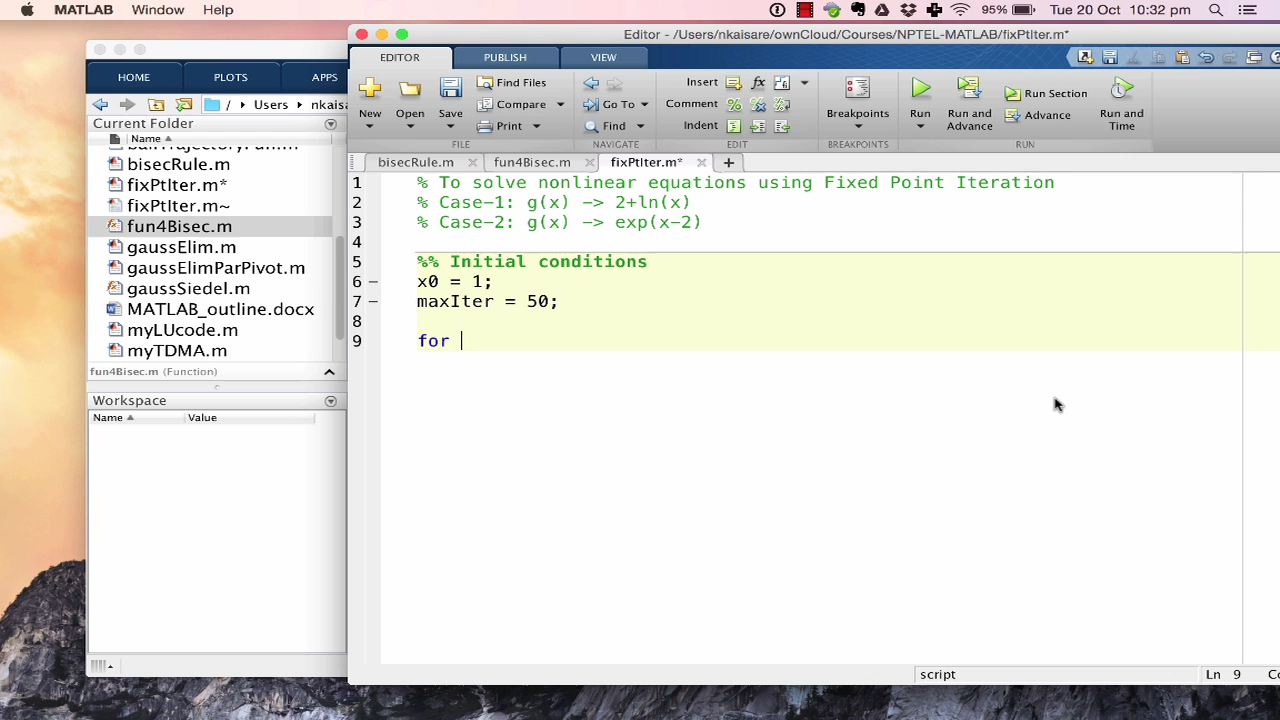 MATLAB Window Help 95% Tue 20 Oct 10:32 pm
Editor - /Users/nkaisare/ownCloud/Courses/NPTEL-MATLAB/fixPtIter.m*
HOME PLOTS APPS
EDITOR PUBLISH VIEW
New Open Save
Find Files
Compare
Print
FILE
Go To
Find
NAVIGATE
Insert
Comment
Indent
EDIT
Breakpoints
BREAKPOINTS
Run
Run and Advance
Run Section
Advance
Run and Time
RUN
/ Users nkaisa
Current Folder
Name
bisecRule.m
fixPtIter.m*
fixPtIter.m~
fun4Bisec.m
gaussElim.m
gaussElimParPivot.m
gaussSiedel.m
MATLAB_outline.docx
myLUcode.m
myTDMA.m
fun4Bisec.m (Function)
Workspace
Name Value
bisecRule.m fun4Bisec.m fixPtIter.m* +
1 % To solve nonlinear equations using Fixed Point Iteration
2 % Case-1: g(x) -> 2+ln(x)
3 % Case-2: g(x) -> exp(x-2)
4
5 %% Initial conditions
6 x0 = 1;
7 maxIter = 50;
8
9 for
script Ln 9